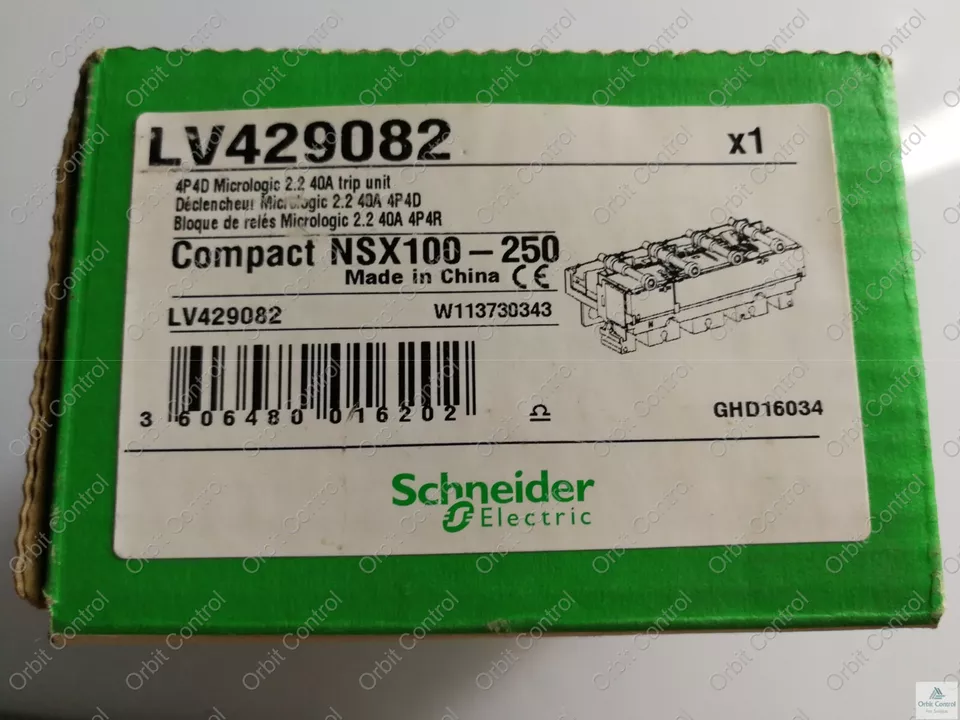 LV429082
x1
4P4D Micrologic 2.2 40A trip unit
Déclencheur Micrologic 2.2 40A 4P4D
Bloque de relés Micrologic 2.2 40A 4P4R
Compact NSX100-250
Made in China CE
LV429082
W113730343
3 606480 016202
GHD16034
Schneider
Electric
Orbit Control